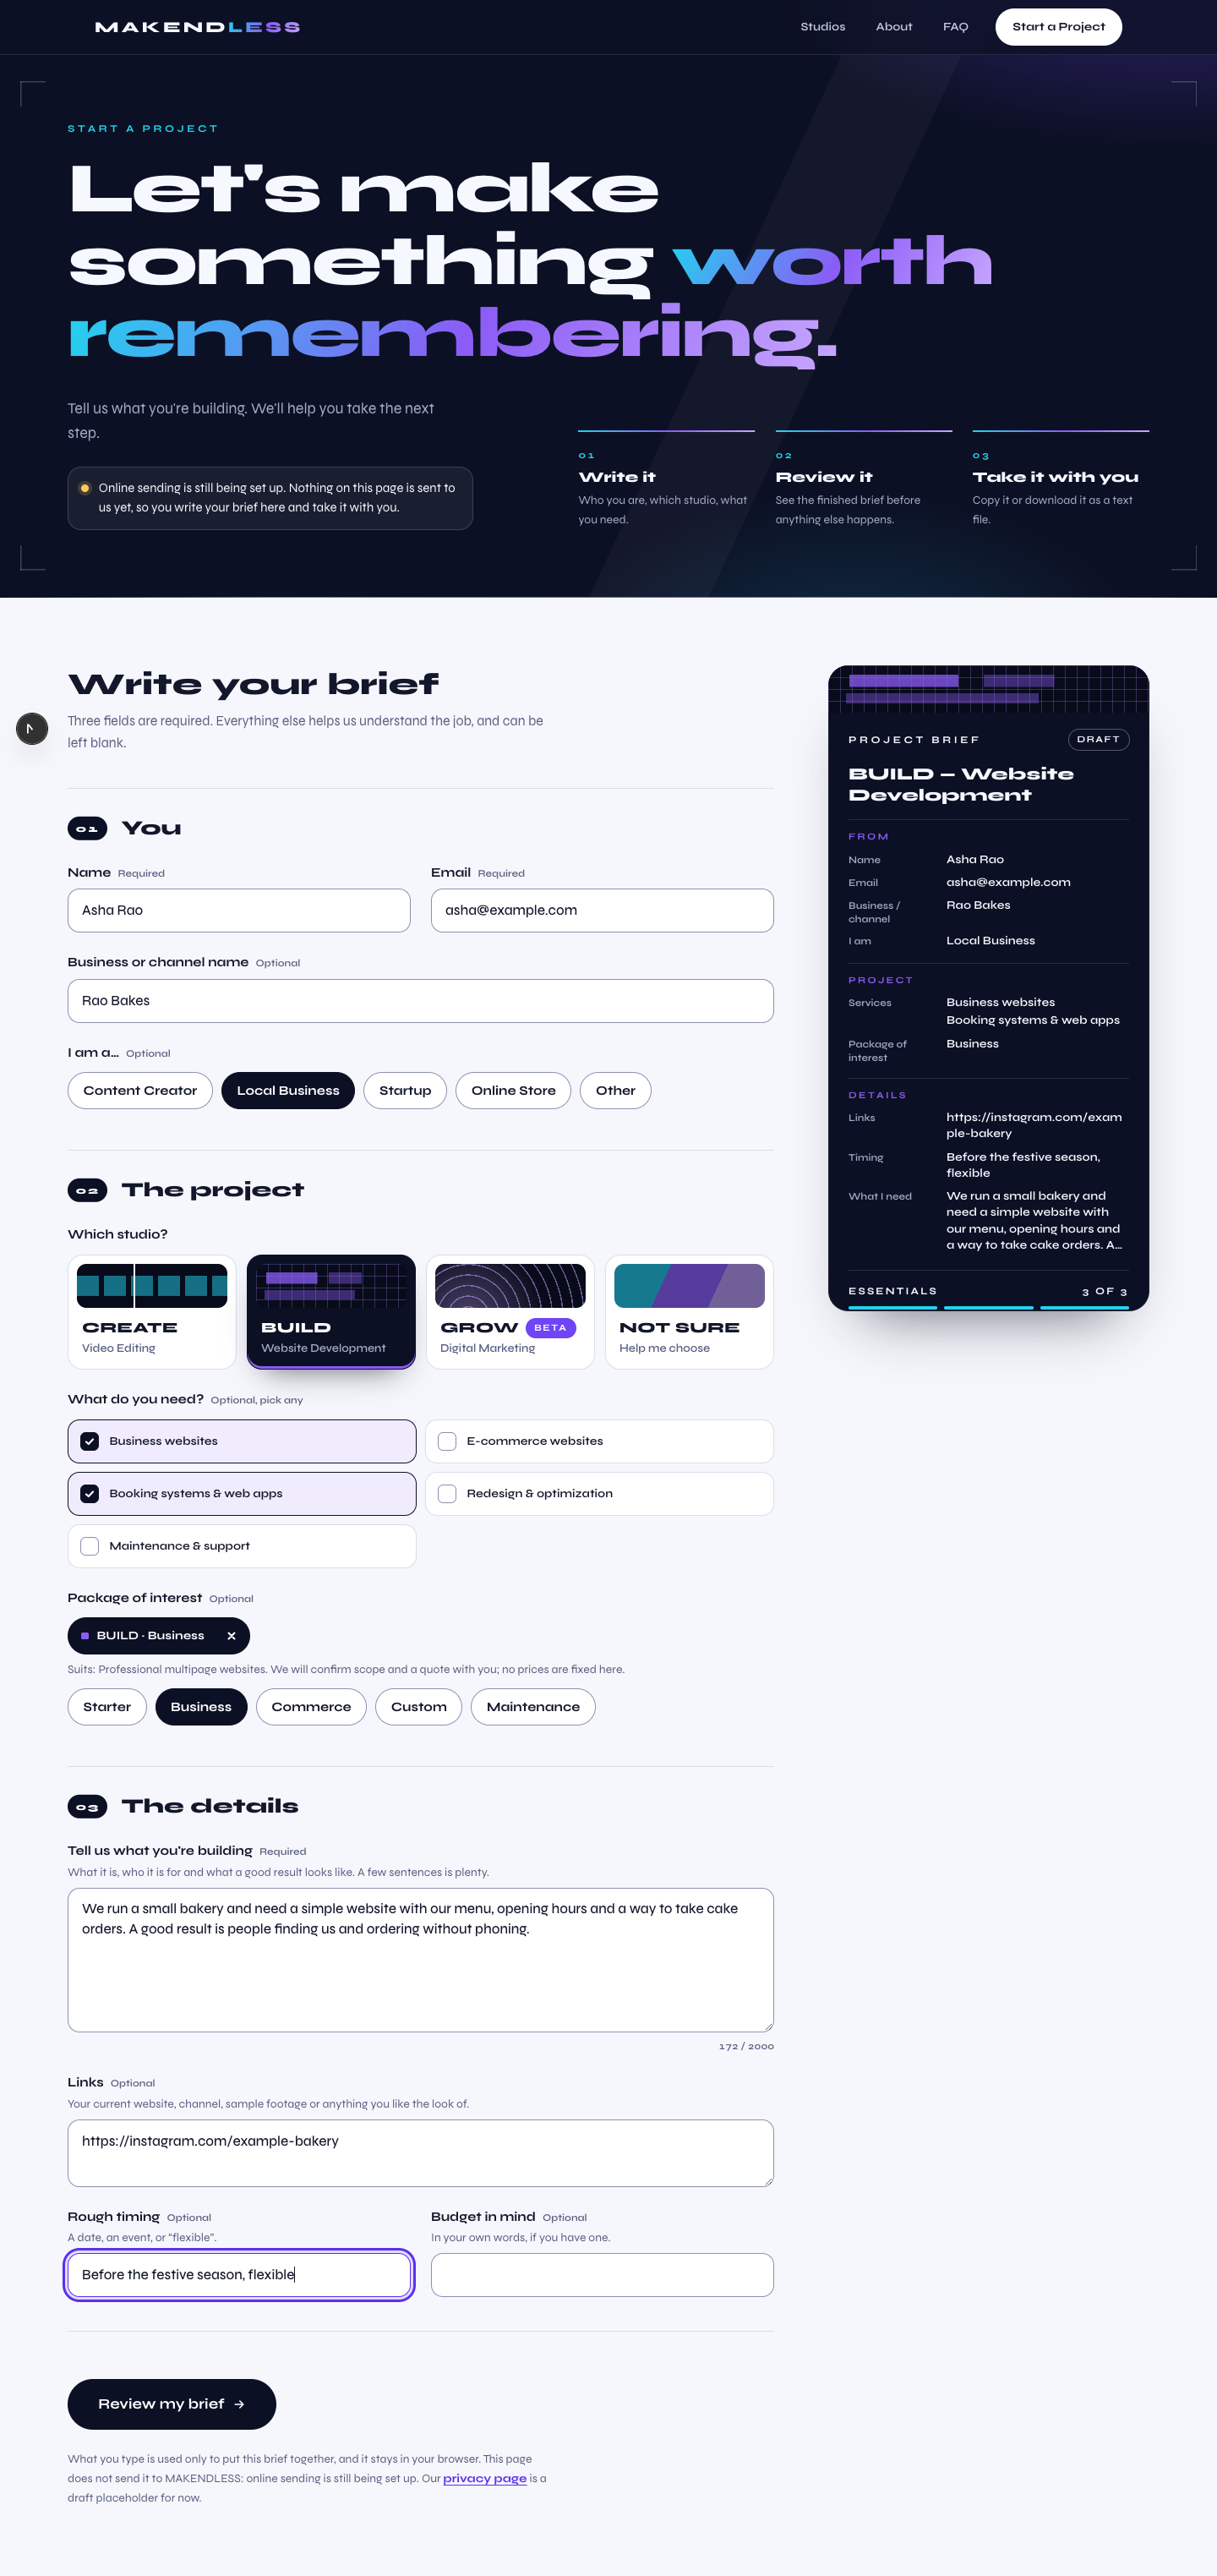 MAKENDLESS
Studios
About
FAQ
Start a Project
START A PROJECT
Let's make
something worth
remembering.
Tell us what you're building. We'll help you take the next
step.
Online sending is still being set up. Nothing on this page is sent to
us yet, so you write your brief here and take it with you.
01
Write it
Who you are, which studio, what
you need.
02
Review it
See the finished brief before
anything else happens.
03
Take it with you
Copy it or download it as a text
file.
Write your brief
Three fields are required. Everything else helps us understand the job, and can be
left blank.
01 You
Name Required
Asha Rao
Email Required
asha@example.com
Business or channel name Optional
Rao Bakes
I am a... Optional
Content Creator
Local Business
Startup
Online Store
Other
02 The project
Which studio?
CREATE
Video Editing
BUILD
Website Development
GROW BETA
Digital Marketing
NOT SURE
Help me choose
What do you need? Optional, pick any
Business websites
E-commerce websites
Booking systems & web apps
Redesign & optimization
Maintenance & support
Package of interest Optional
BUILD · Business
Suits: Professional multipage websites. We will confirm scope and a quote with you; no prices are fixed here.
Starter
Business
Commerce
Custom
Maintenance
03 The details
Tell us what you're building Required
What it is, who it is for and what a good result looks like. A few sentences is plenty.
We run a small bakery and need a simple website with our menu, opening hours and a way to take cake
orders. A good result is people finding us and ordering without phoning.
172 / 2000
Links Optional
Your current website, channel, sample footage or anything you like the look of.
https://instagram.com/example-bakery
Rough timing Optional
A date, an event, or “flexible”.
Before the festive season, flexible
Budget in mind Optional
In your own words, if you have one.
Review my brief →
What you type is used only to put this brief together, and it stays in your browser. This page
does not send it to MAKENDLESS: online sending is still being set up. Our privacy page is a
draft placeholder for now.
PROJECT BRIEF
DRAFT
BUILD – Website
Development
FROM
Name Asha Rao
Email asha@example.com
Business / Rao Bakes
channel
I am Local Business
PROJECT
Services Business websites
Booking systems & web apps
Package of Business
interest
DETAILS
Links https://instagram.com/exam
ple-bakery
Timing Before the festive season,
flexible
What I need We run a small bakery and
need a simple website with
our menu, opening hours and
a way to take cake orders. A...
ESSENTIALS 3 OF 3